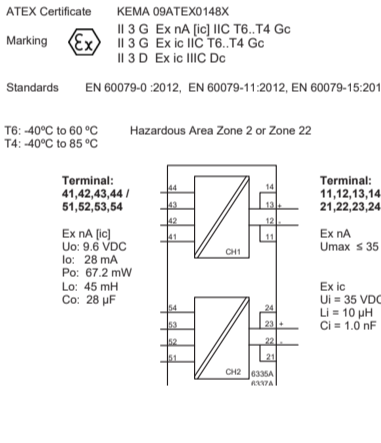 ATEX Certificate KEMA 09ATEX0148X
Marking
Ex
II 3 G Ex nA [ic] IIC T6..T4 Gc
II 3 G Ex ic IIC T6..T4 Gc
II 3 D Ex ic IIIC Dc
Standards EN 60079-0 :2012, EN 60079-11:2012, EN 60079-15:201
T6: -40ºC to 60 ºC Hazardous Area Zone 2 or Zone 22
T4: -40ºC to 85 ºC
Terminal:
41,42,43,44 /
51,52,53,54
Ex nA [ic]
Uo: 9.6 VDC
Io: 28 mA
Po: 67.2 mW
Lo: 45 mH
Co: 28 µF
44
43
42
41
14
13 +
12 -
11
CH1
54
53
52
51
24
23 +
22 -
21
CH2
6335A
6337A
Terminal:
11,12,13,14
21,22,23,24
Ex nA
Umax ≤ 35
Ex ic
Ui = 35 VDC
Li = 10 µH
Ci = 1.0 nF